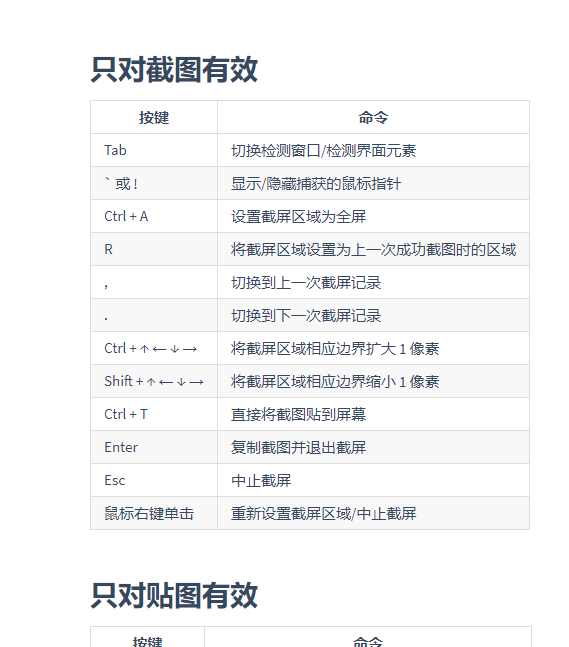 只对截图有效
按键 命令
Tab 切换检测窗口/检测界面元素
` 或 ! 显示/隐藏捕获的鼠标指针
Ctrl + A 设置截屏区域为全屏
R 将截屏区域设置为上一次成功截图时的区域
, 切换到上一次截屏记录
. 切换到下一次截屏记录
Ctrl + ↑ ← ↓ → 将截屏区域相应边界扩大 1 像素
Shift + ↑ ← ↓ → 将截屏区域相应边界缩小 1 像素
Ctrl + T 直接将截图贴到屏幕
Enter 复制截图并退出截屏
Esc 中止截屏
鼠标右键单击 重新设置截屏区域/中止截屏
只对贴图有效
按键 命令